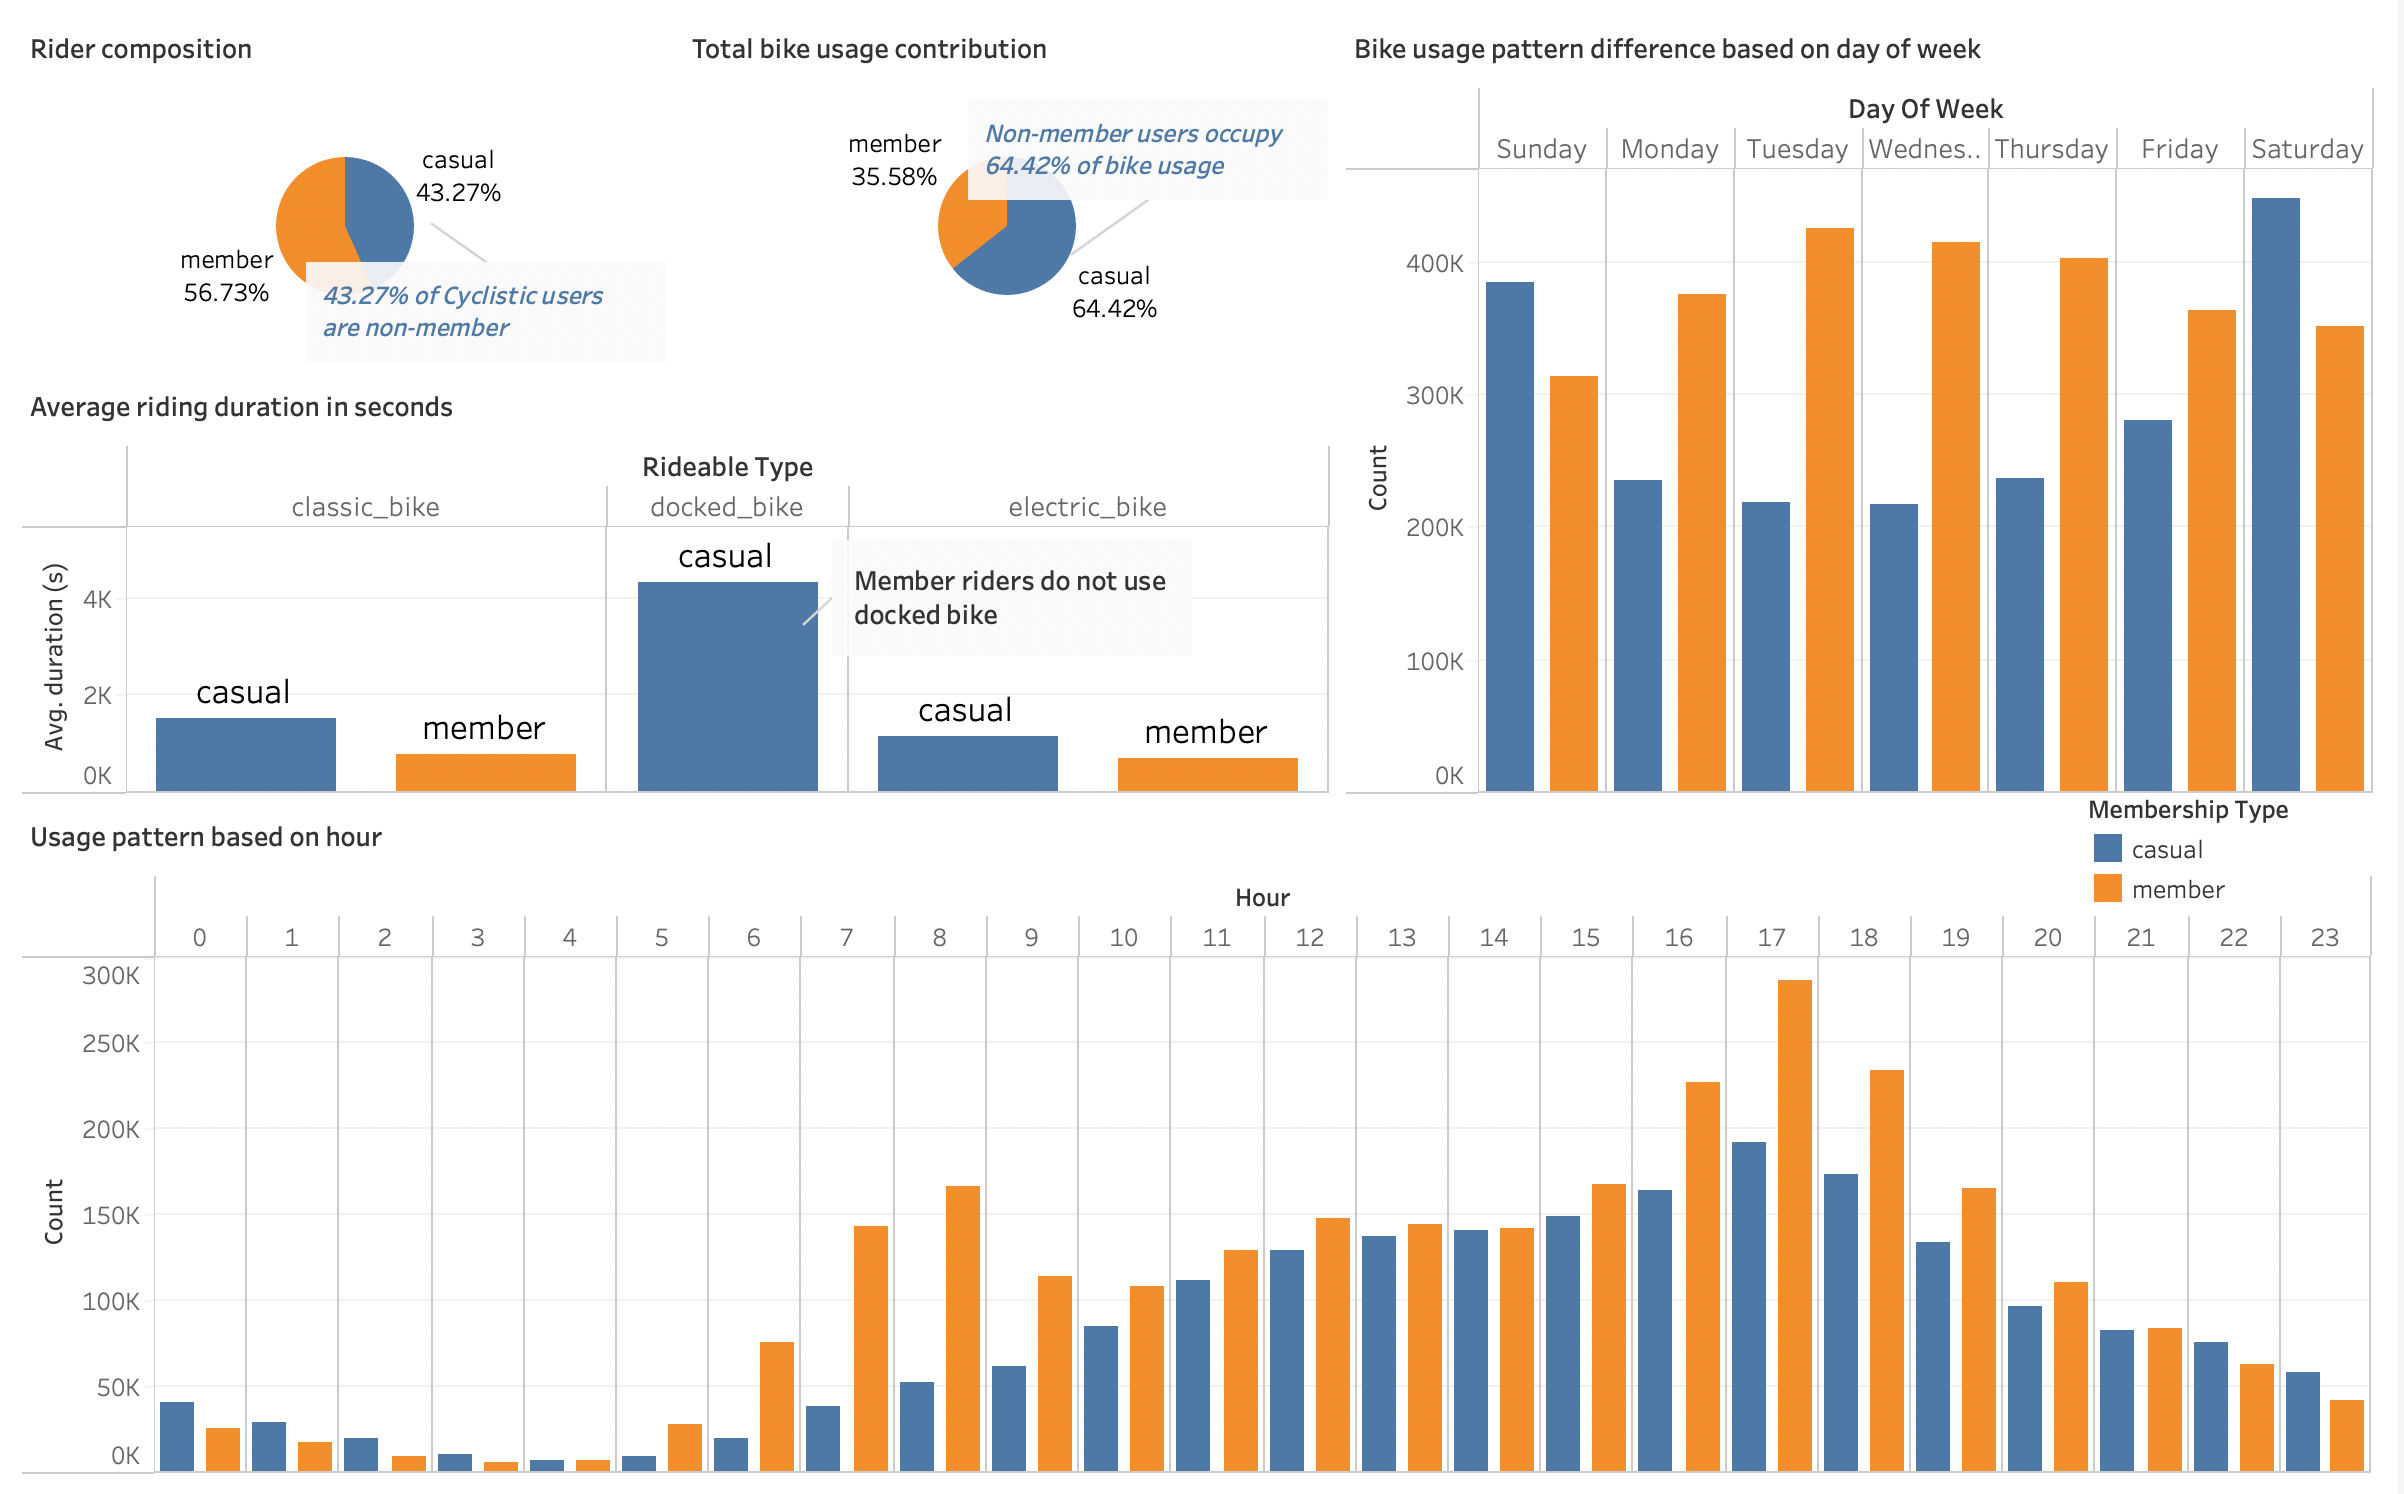 Rider composition
casual
43.27%
member
56.73%
43.27% of Cyclistic users
are non-member
Total bike usage contribution
member
35.58%
Non-member users occupy
64.42% of bike usage
casual
64.42%
Bike usage pattern difference based on day of week
Day Of Week
Sunday Monday Tuesday Wednes.. Thursday Friday Saturday
Count
400K
300K
200K
100K
0K
Average riding duration in seconds
Rideable Type
classic_bike docked_bike electric_bike
Avg. duration (s)
4K
2K
0K
casual
member
casual
Member riders do not use
docked bike
casual
member
Membership Type
casual
member
Usage pattern based on hour
Hour
0 1 2 3 4 5 6 7 8 9 10 11 12 13 14 15 16 17 18 19 20 21 22 23
Count
300K
250K
200K
150K
100K
50K
0K